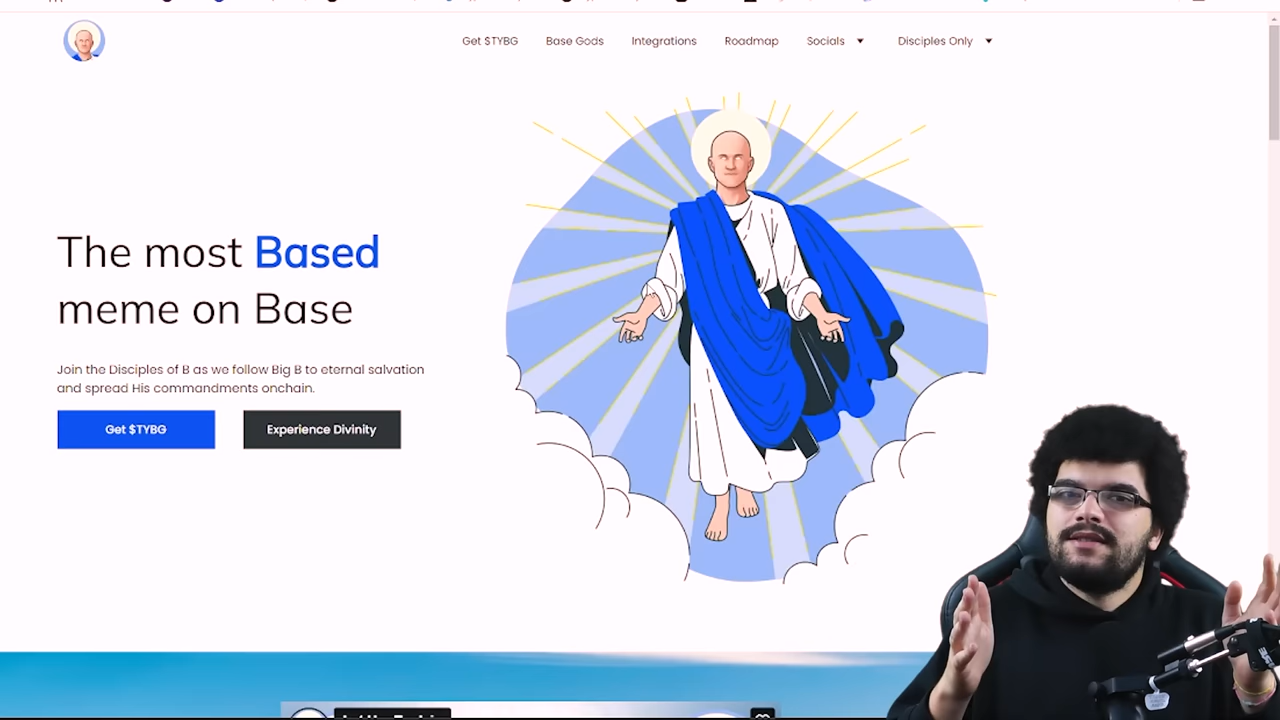 Get $TYBG
Base Gods
Integrations
Roadmap
Socials
Disciples Only
The most Based
meme on Base
Join the Disciples of B as we follow Big B to eternal salvation
and spread His commandments onchain.
Get $TYBG
Experience Divinity